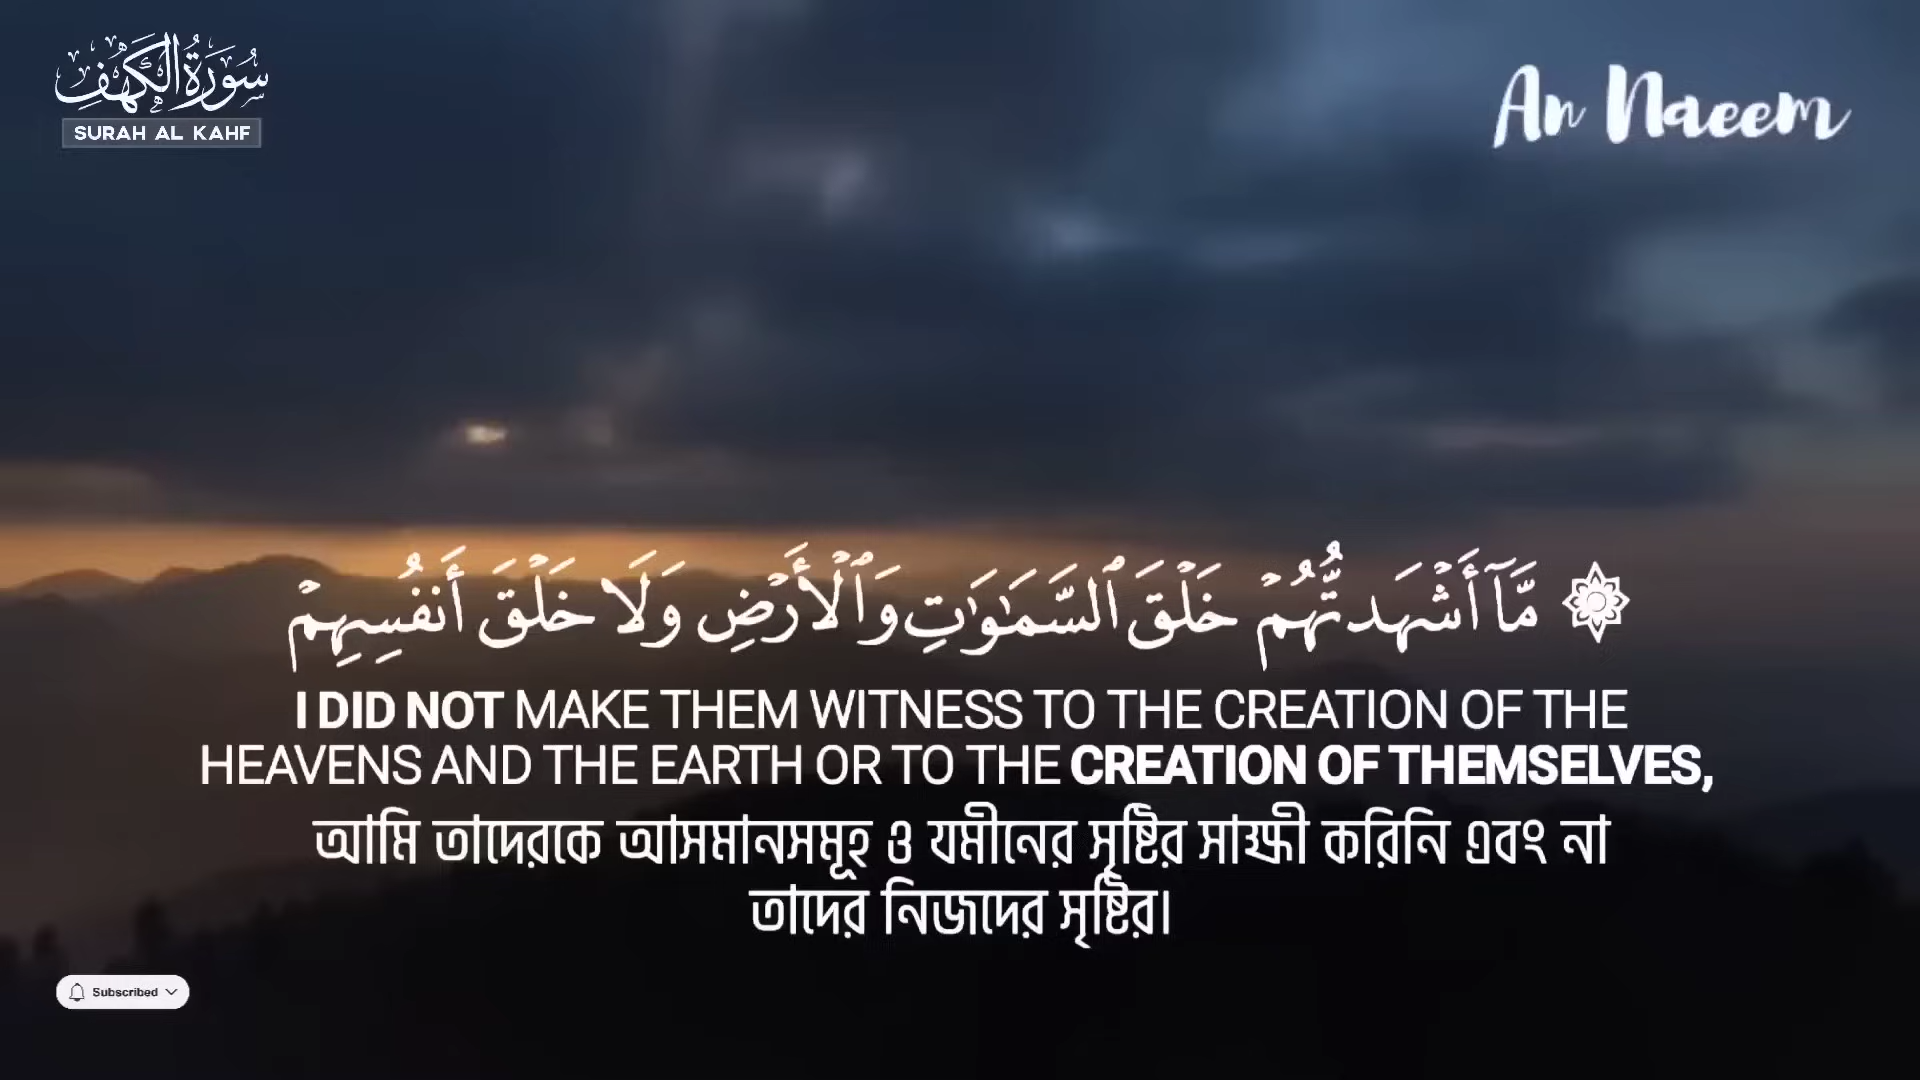 سُورَةُ الكَهْفِ
SURAH AL KAHF
An Naeem
۞ مَّآ أَشْهَدتُّهُمْ خَلْقَ ٱلسَّمَـٰوَٰتِ وَٱلْأَرْضِ وَلَا خَلْقَ أَنفُسِهِمْ
I DID NOT MAKE THEM WITNESS TO THE CREATION OF THE
HEAVENS AND THE EARTH OR TO THE CREATION OF THEMSELVES,
আমি তাদেরকে আসমানসমূহ ও যমীনের সৃষ্টির সাক্ষী করিনি এবং না
তাদের নিজদের সৃষ্টির।
Subscribed